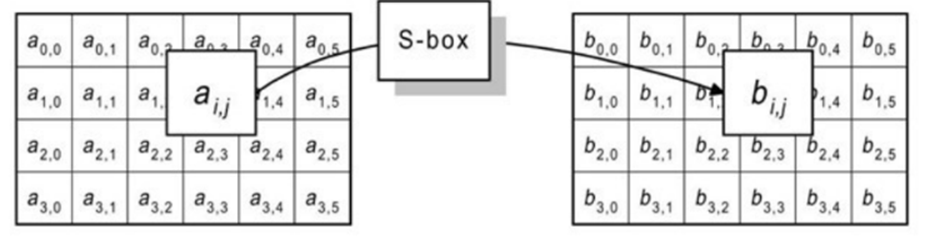 S-box
a0,0 a0,1 a0,2 a0,3 a0,4 a0,5
a1,0 a1,1 a1, 1,4 a1,5
a2,0 a2,1 a2,2 a2,3 a2,4 a2,5
a3,0 a3,1 a3,2 a3,3 a3,4 a3,5
ai,j
b0,0 b0,1 b0,2 b0,3 b0,4 b0,5
b1,0 b1,1 b1, 1,4 b1,5
b2,0 b2,1 b2,2 b2,3 b2,4 b2,5
b3,0 b3,1 b3,2 b3,3 b3,4 b3,5
bi,j